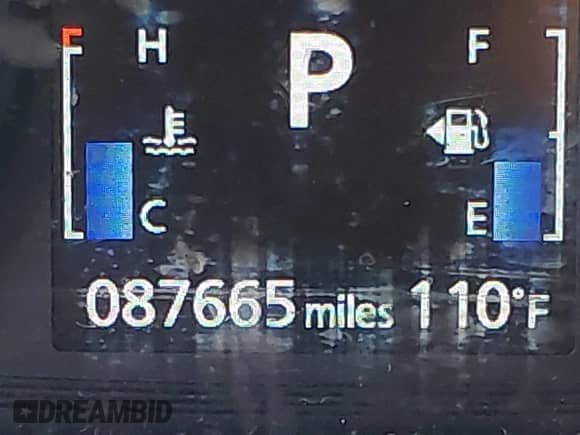 H P F
C E
087665 miles 110°F
DREAMBID